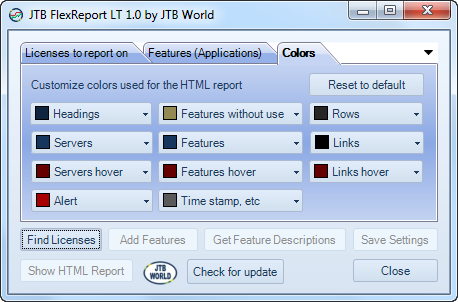 JTB FlexReport LT 1.0 by JTB World
Licenses to report on Features (Applications) Colors
Customize colors used for the HTML report Reset to default
Headings Features without use Rows
Servers Features Links
Servers hover Features hover Links hover
Alert Time stamp, etc
Find Licenses Add Features Get Feature Descriptions Save Settings
Show HTML Report JTB WORLD Check for update Close